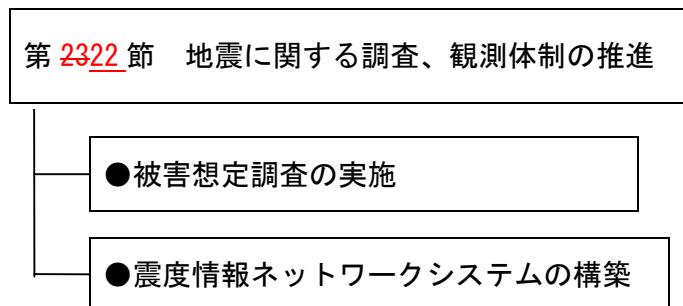 第 2322 節　地震に関する調査、観測体制の推進
●被害想定調査の実施
●震度情報ネットワークシステムの構築